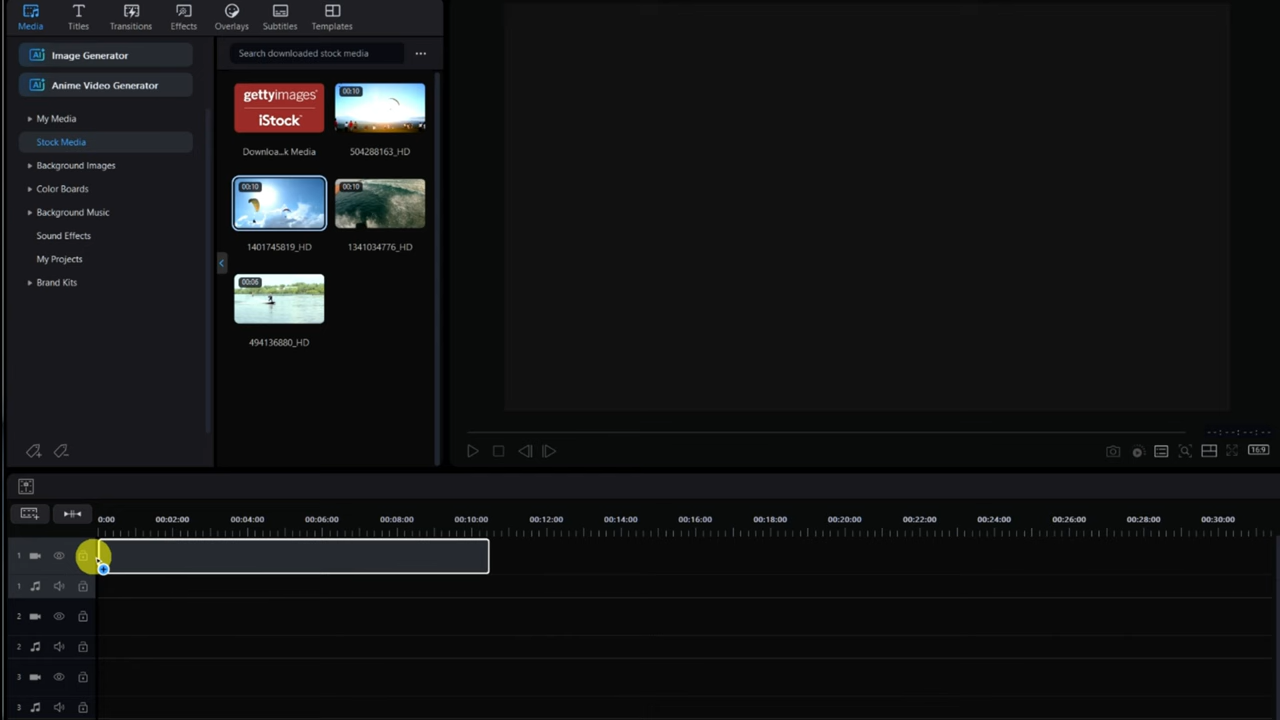 Media Titles Transitions Effects Overlays Subtitles Templates
AI Image Generator
AI Anime Video Generator
My Media
Stock Media
Background Images
Color Boards
Background Music
Sound Effects
My Projects
Brand Kits
Search downloaded stock media
gettyimages®
iStock®
Downloa...k Media
00:10
504288163_HD
00:10
1401745819_HD
00:10
1341034776_HD
00:06
494136880_HD
--:--:--:--
16:9
0:00 00:02:00 00:04:00 00:06:00 00:08:00 00:10:00 00:12:00 00:14:00 00:16:00 00:18:00 00:20:00 00:22:00 00:24:00 00:26:00 00:28:00 00:30:00
1
1
2
2
3
3